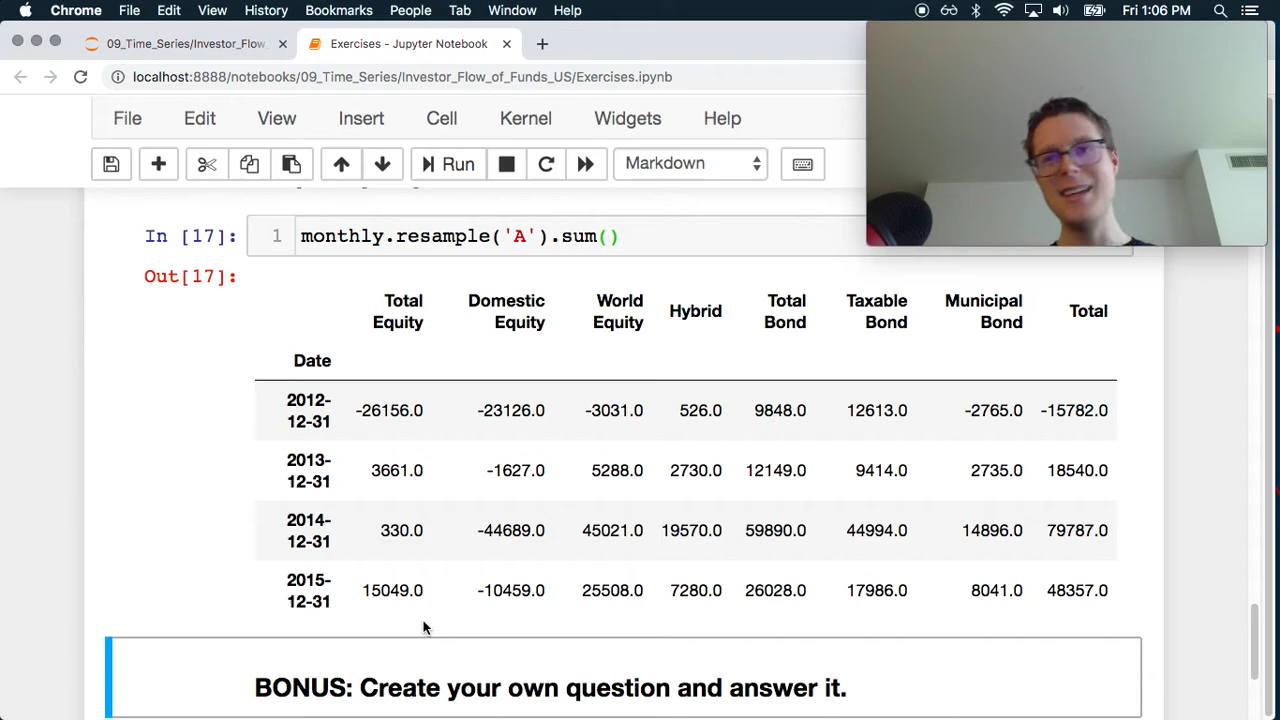 Chrome File Edit View History Bookmarks People Tab Window Help Fri 1:06 PM
09_Time_Series/Investor_Flow_ Exercises - Jupyter Notebook
localhost:8888/notebooks/09_Time_Series/Investor_Flow_of_Funds_US/Exercises.ipynb
File Edit View Insert Cell Kernel Widgets Help
Run Markdown
In [17]: 1 monthly.resample('A').sum()
Out[17]:
Total Domestic World Hybrid Total Taxable Municipal Total
Equity Equity Equity Bond Bond Bond
Date
2012-
12-31 -26156.0 -23126.0 -3031.0 526.0 9848.0 12613.0 -2765.0 -15782.0
2013-
12-31 3661.0 -1627.0 5288.0 2730.0 12149.0 9414.0 2735.0 18540.0
2014-
12-31 330.0 -44689.0 45021.0 19570.0 59890.0 44994.0 14896.0 79787.0
2015-
12-31 15049.0 -10459.0 25508.0 7280.0 26028.0 17986.0 8041.0 48357.0
BONUS: Create your own question and answer it.